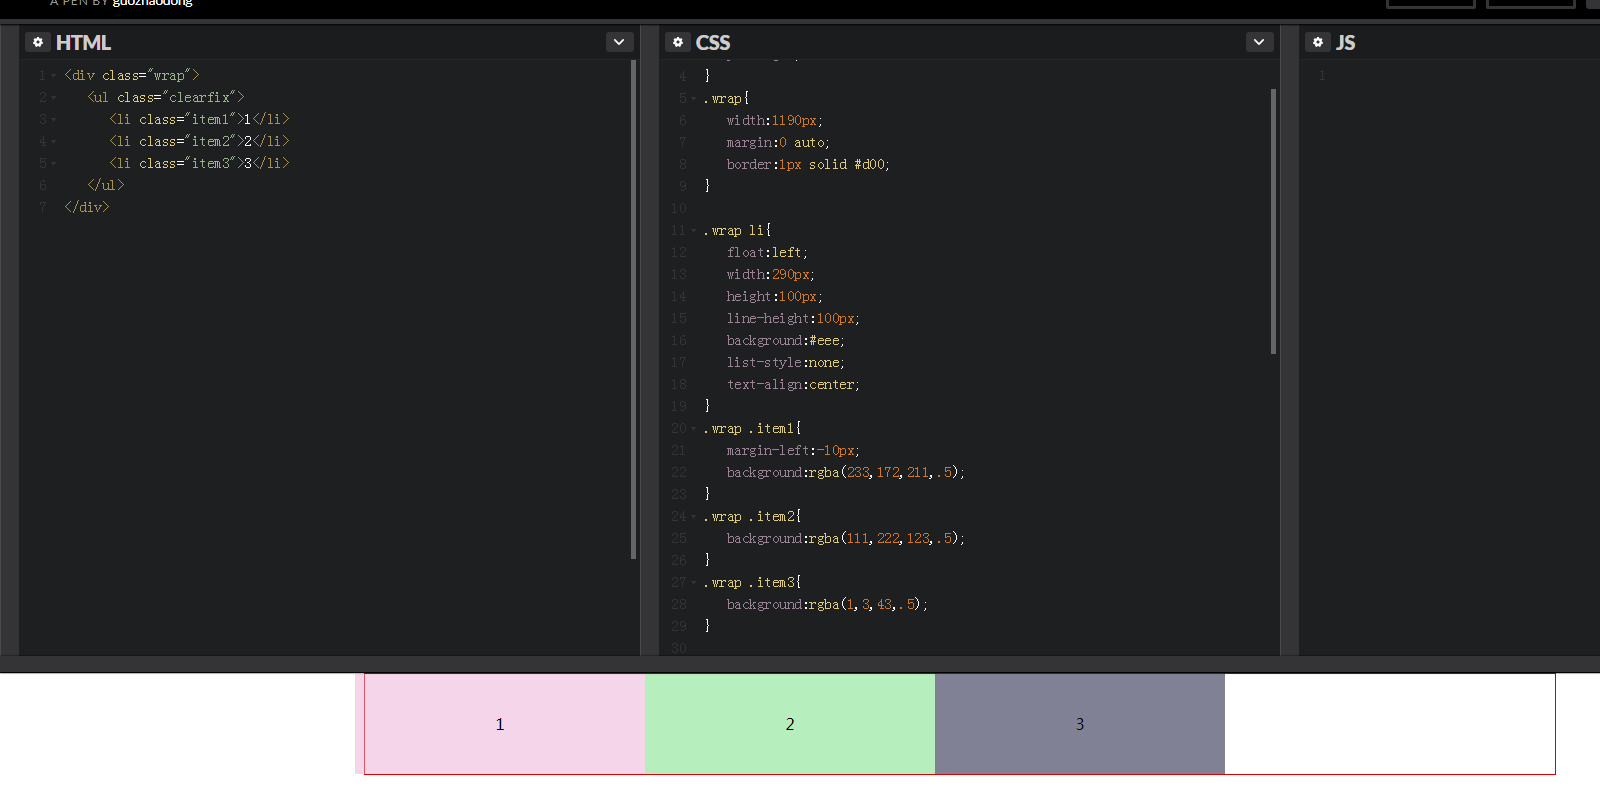 A PEN BY guozhaodong
HTML
1 <div class="wrap">
2 <ul class="clearfix">
3 <li class="item1">1</li>
4 <li class="item2">2</li>
5 <li class="item3">3</li>
6 </ul>
7 </div>
CSS
4 }
5 .wrap{
6 width:1190px;
7 margin:0 auto;
8 border:1px solid #d00;
9 }
10
11 .wrap li{
12 float:left;
13 width:290px;
14 height:100px;
15 line-height:100px;
16 background:#eee;
17 list-style:none;
18 text-align:center;
19 }
20 .wrap .item1{
21 margin-left:-10px;
22 background:rgba(233,172,211,.5);
23 }
24 .wrap .item2{
25 background:rgba(111,222,123,.5);
26 }
27 .wrap .item3{
28 background:rgba(1,3,43,.5);
29 }
30
JS
1
1
2
3